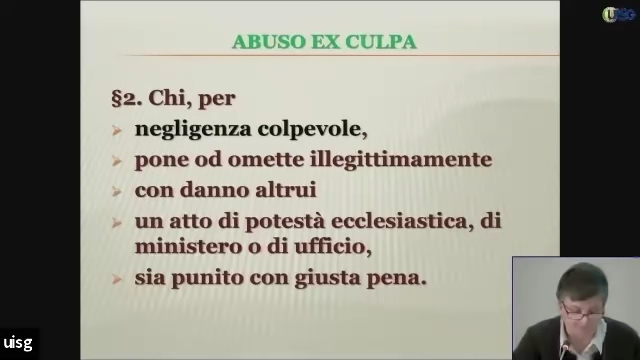 UISG
ABUSO EX CULPA
§2. Chi, per
negligenza colpevole,
pone od omette illegittimamente
con danno altrui
un atto di potestà ecclesiastica, di
ministero o di ufficio,
sia punito con giusta pena.
uisg